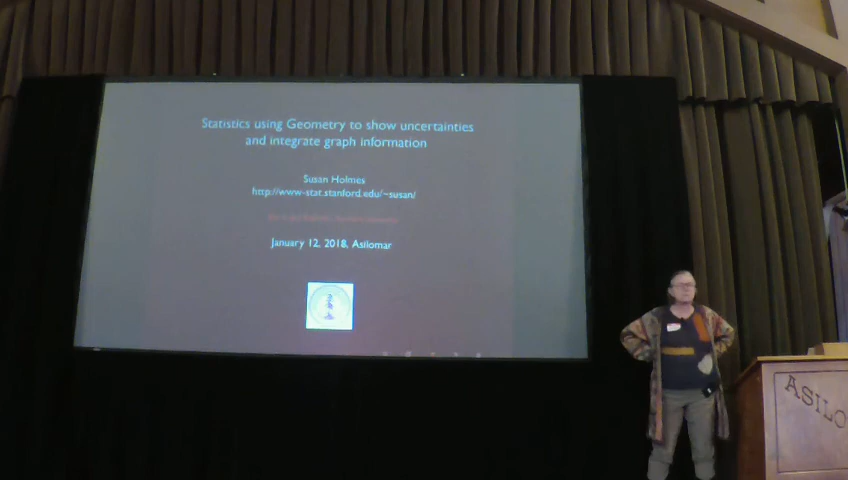 Statistics using Geometry to show uncertainties
and integrate graph information
Susan Holmes
http://www-stat.stanford.edu/~susan/
January 12, 2018, Asilomar
ASILO